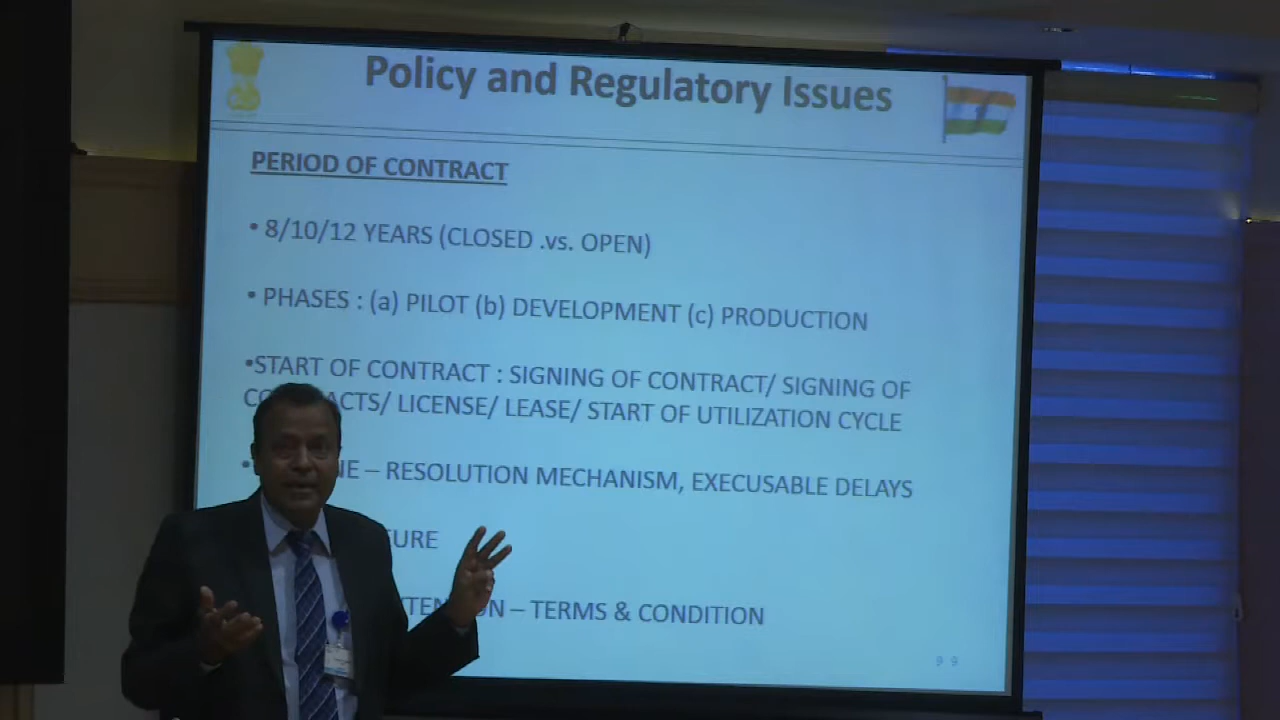 Policy and Regulatory Issues
PERIOD OF CONTRACT
• 8/10/12 YEARS (CLOSED .vs. OPEN)
• PHASES : (a) PILOT (b) DEVELOPMENT (c) PRODUCTION
•START OF CONTRACT : SIGNING OF CONTRACT/ SIGNING OF
LICENSE/ LEASE/ START OF UTILIZATION CYCLE
– RESOLUTION MECHANISM, EXECUSABLE DELAYS
– TERMS & CONDITION
99